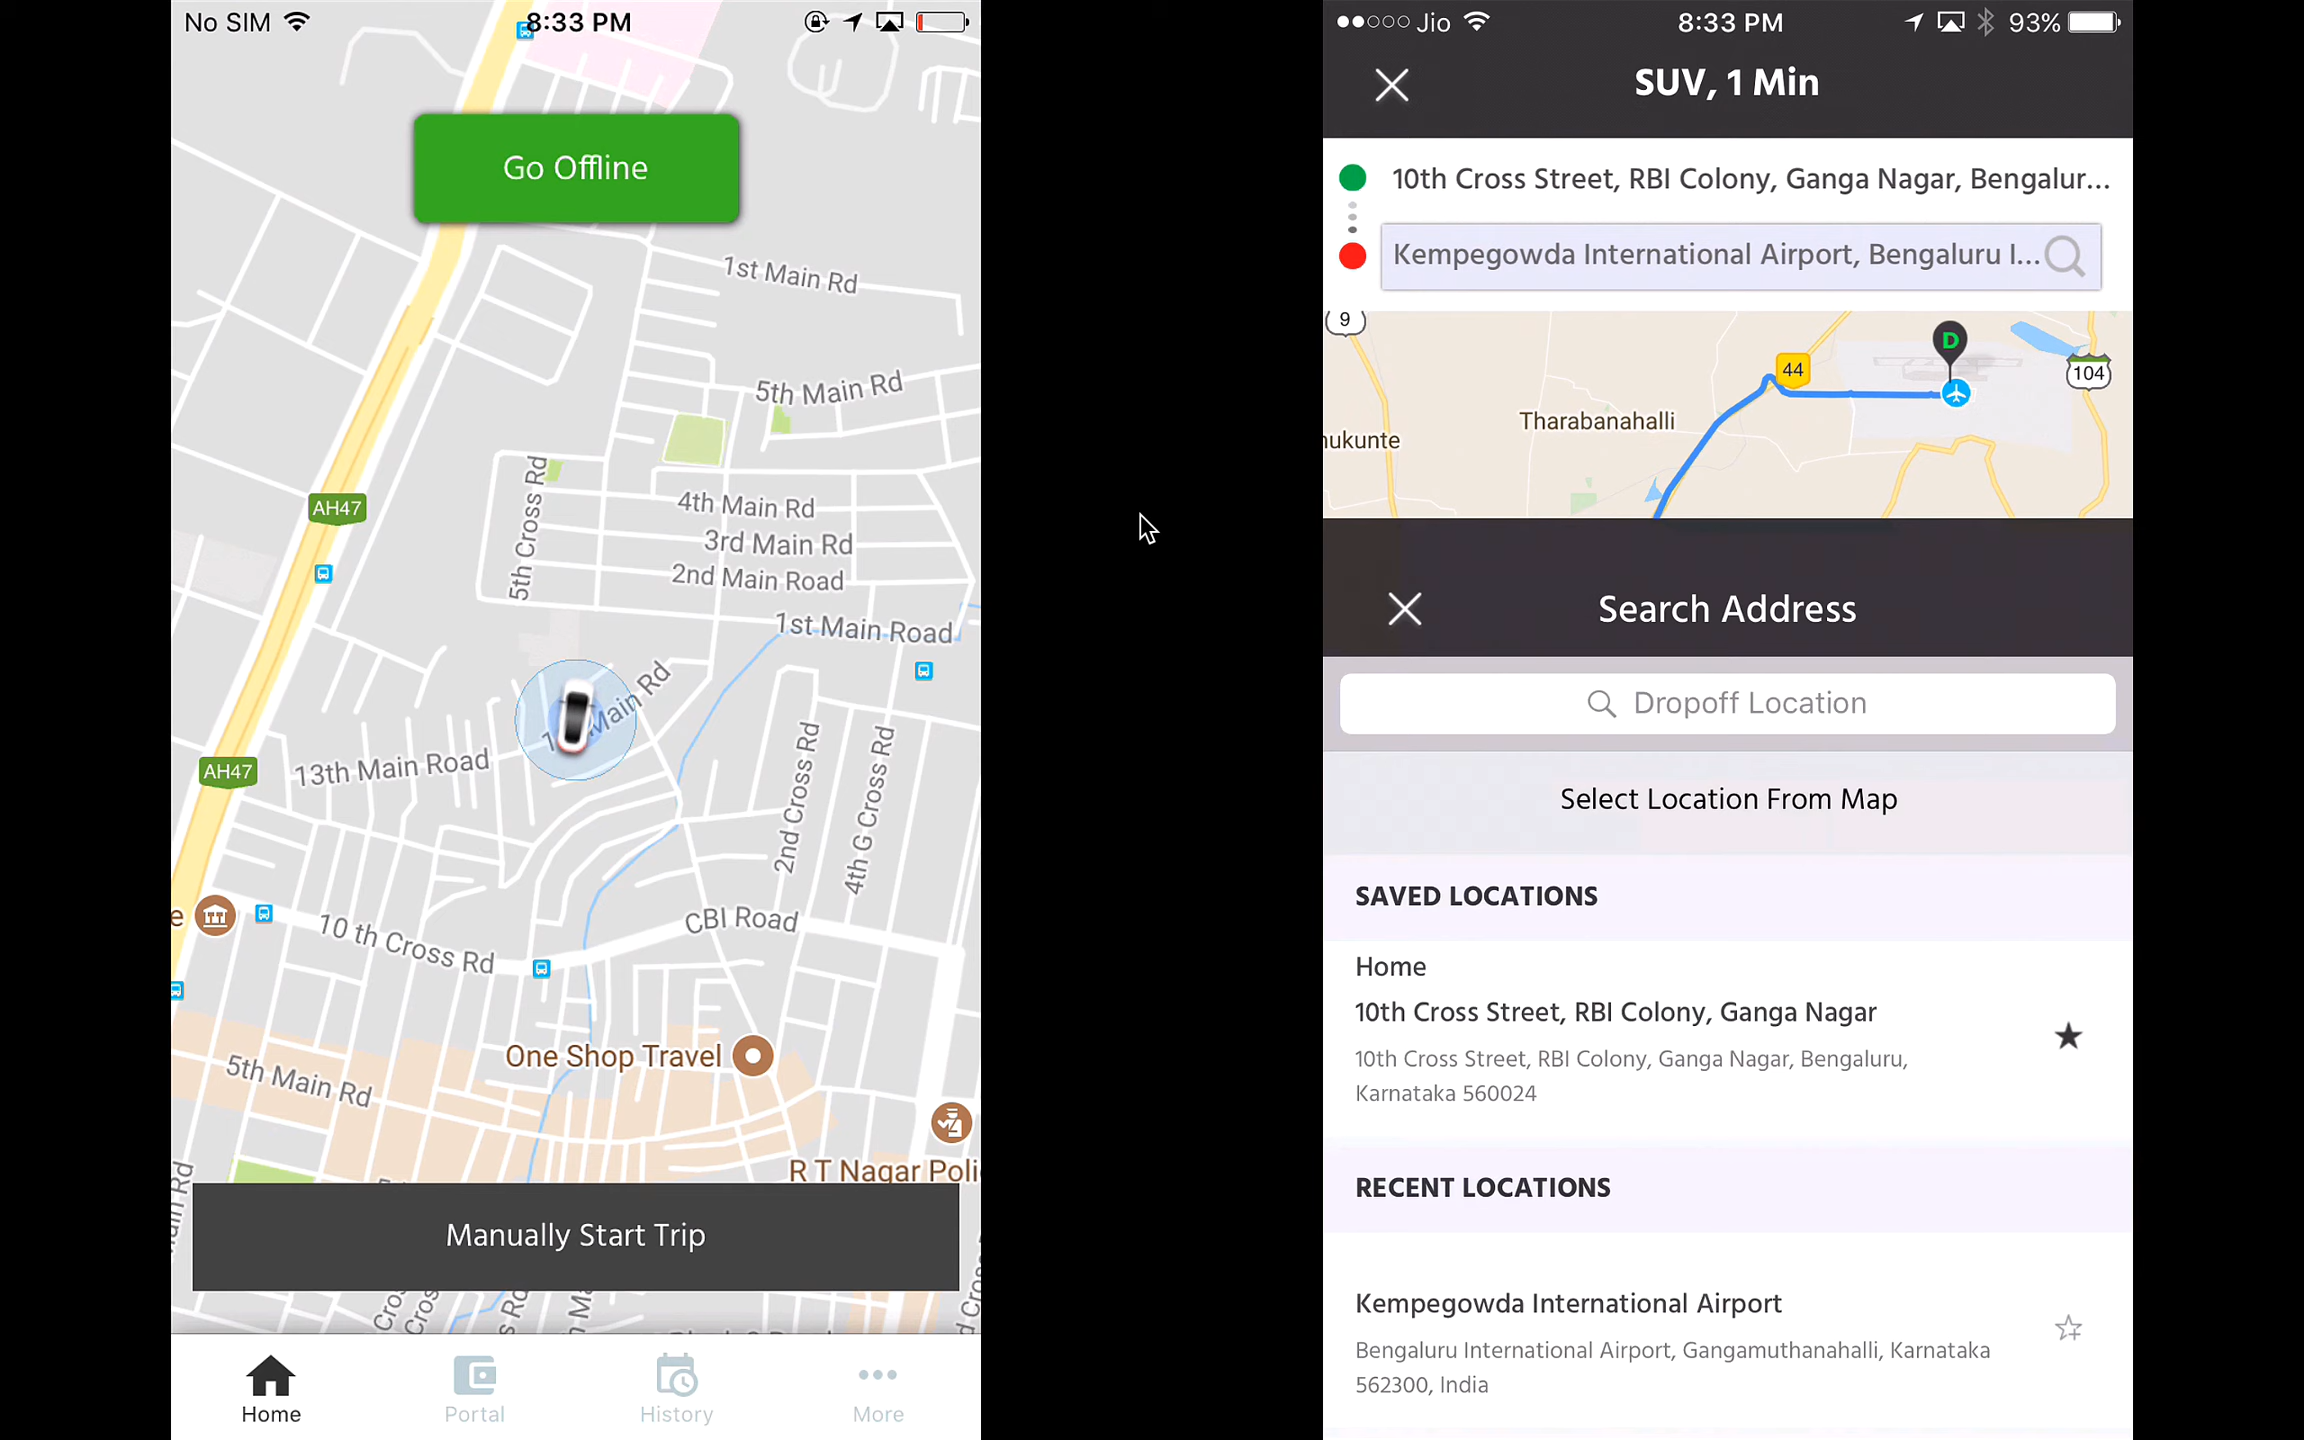 No SIM
8:33 PM
Go Offline
1st Main Rd
5th Main Rd
AH47
5th Cross Rd
4th Main Rd
3rd Main Rd
2nd Main Road
1st Main Road
Main Rd
13th Main Road
AH47
2nd Cross Rd
4th G Cross Rd
e
10 th Cross Rd
CBI Road
One Shop Travel
5th Main Rd
R T Nagar Poli
Manually Start Trip
Home
Portal
History
More
Jio
8:33 PM
93%
SUV, 1 Min
10th Cross Street, RBI Colony, Ganga Nagar, Bengalur...
Kempegowda International Airport, Bengaluru I...
9
44
D
104
Tharabanahalli
nukunte
Search Address
Dropoff Location
Select Location From Map
SAVED LOCATIONS
Home
10th Cross Street, RBI Colony, Ganga Nagar
10th Cross Street, RBI Colony, Ganga Nagar, Bengaluru,
Karnataka 560024
RECENT LOCATIONS
Kempegowda International Airport
Bengaluru International Airport, Gangamuthanahalli, Karnataka
562300, India